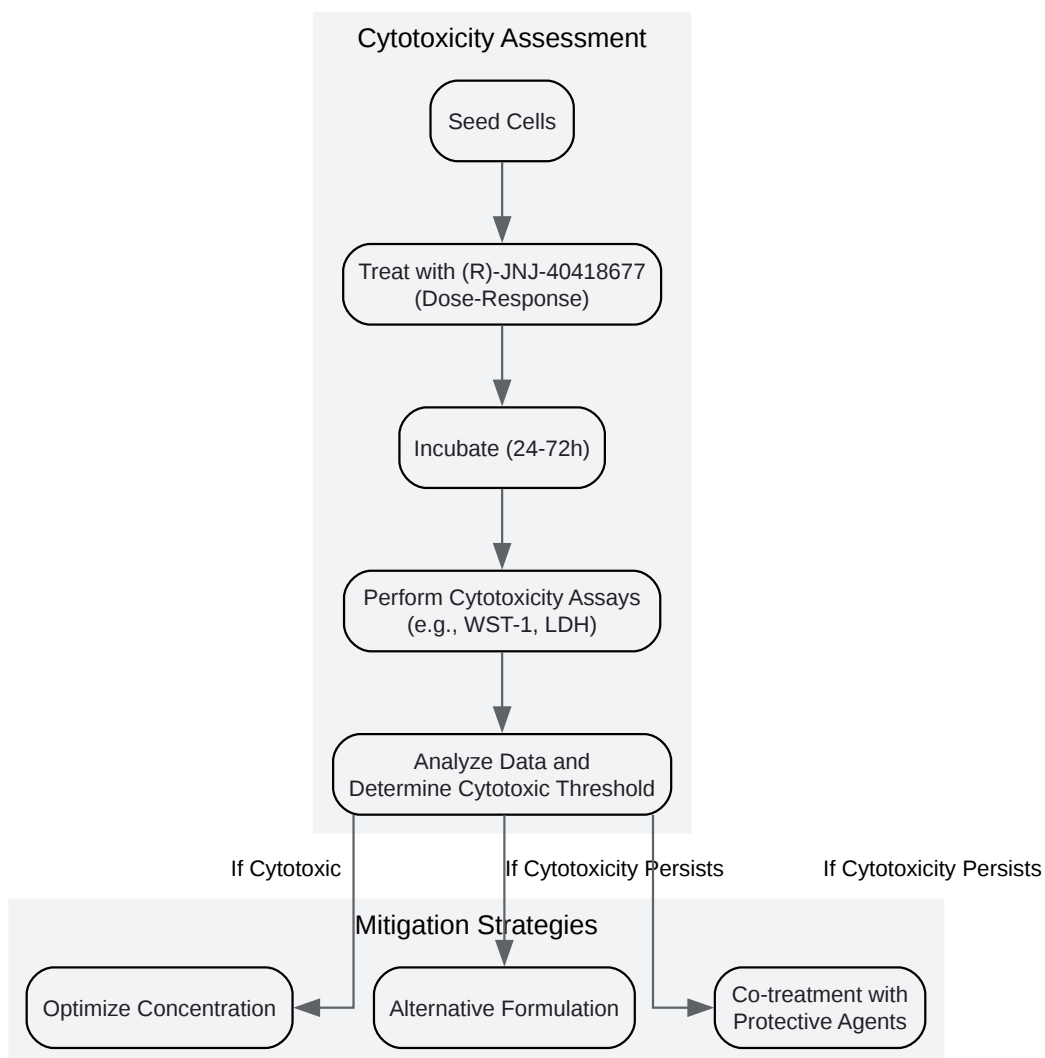 Cytotoxicity Assessment
Seed Cells
Treat with (R)-JNJ-40418677
(Dose-Response)
Incubate (24-72h)
Perform Cytotoxicity Assays
(e.g., WST-1, LDH)
Analyze Data and
Determine Cytotoxic Threshold
If Cytotoxic
If Cytotoxicity Persists
If Cytotoxicity Persists
Mitigation Strategies
Optimize Concentration
Alternative Formulation
Co-treatment with
Protective Agents